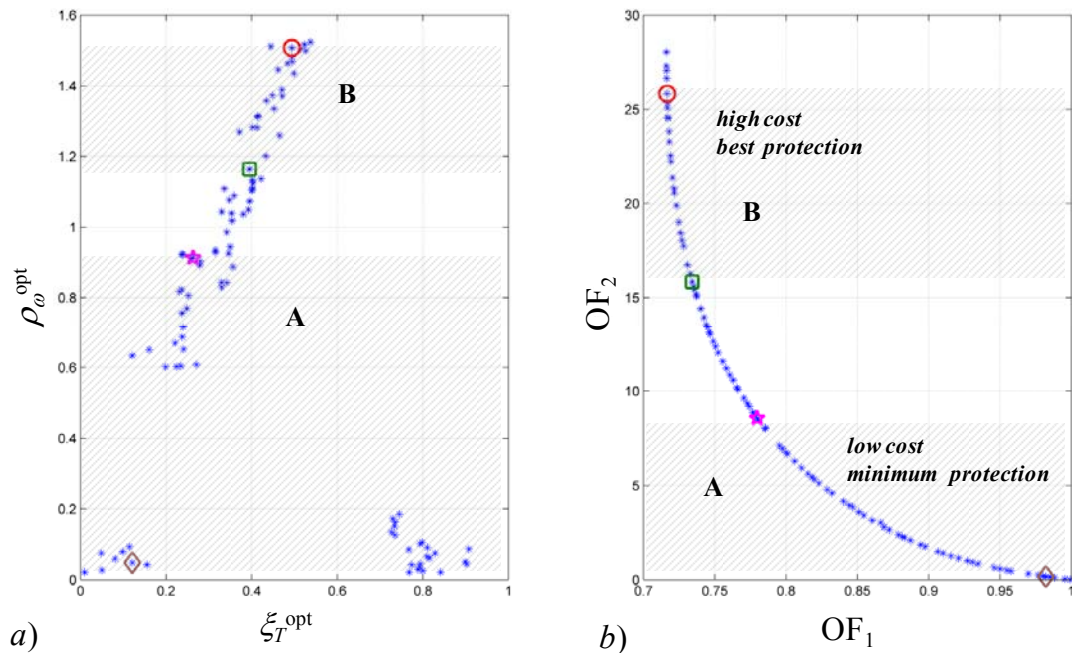 1.6
1.4
1.2
1
0.8
0.6
0.4
0.2
0
0
0.2
0.4
0.6
0.8
1
B
A
ρω^opt
ξT^opt
a)
30
25
20
15
10
5
0
0.7
0.75
0.8
0.85
0.9
0.95
1
high cost
best protection
B
low cost
minimum protection
A
OF2
OF1
b)